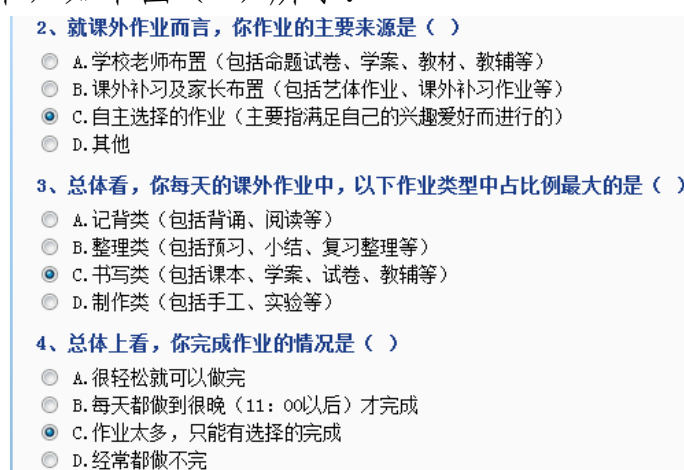 2、就课外作业而言，你作业的主要来源是（ ）
A.学校老师布置（包括命题试卷、学案、教材、教辅等）
B.课外补习及家长布置（包括艺体作业、课外补习作业等）
C.自主选择的作业（主要指满足自己的兴趣爱好而进行的）
D.其他
3、总体看，你每天的课外作业中，以下作业类型中占比例最大的是（ ）
A.记背类（包括背诵、阅读等）
B.整理类（包括预习、小结、复习整理等）
C.书写类（包括课本、学案、试卷、教辅等）
D.制作类（包括手工、实验等）
4、总体上看，你完成作业的情况是（ ）
A.很轻松就可以做完
B.每天都做到很晚（11：00以后）才完成
C.作业太多，只能有选择的完成
D.经常都做不完